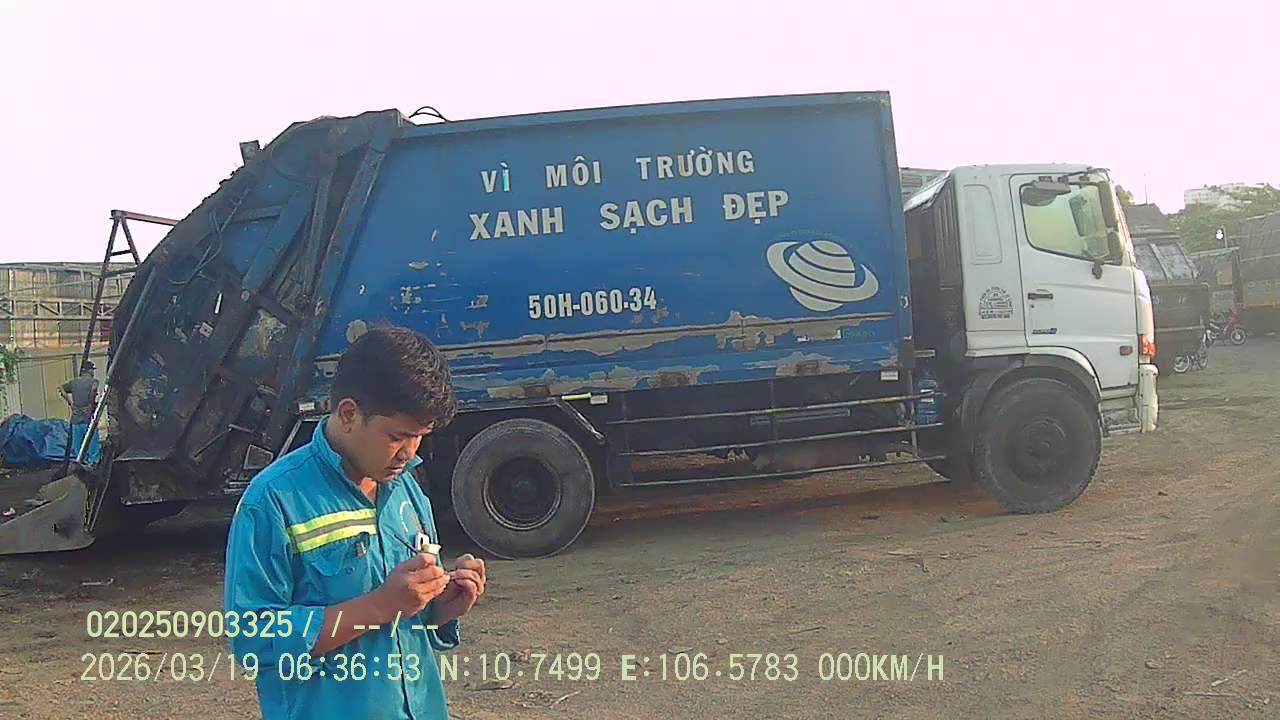 VÌ MÔI TRƯỜNG
XANH SẠCH ĐẸP
50H-060.34
020250903325 / / -- / --
2026/03/19 06:36:53 N:10.7499 E:106.5783 000KM/H